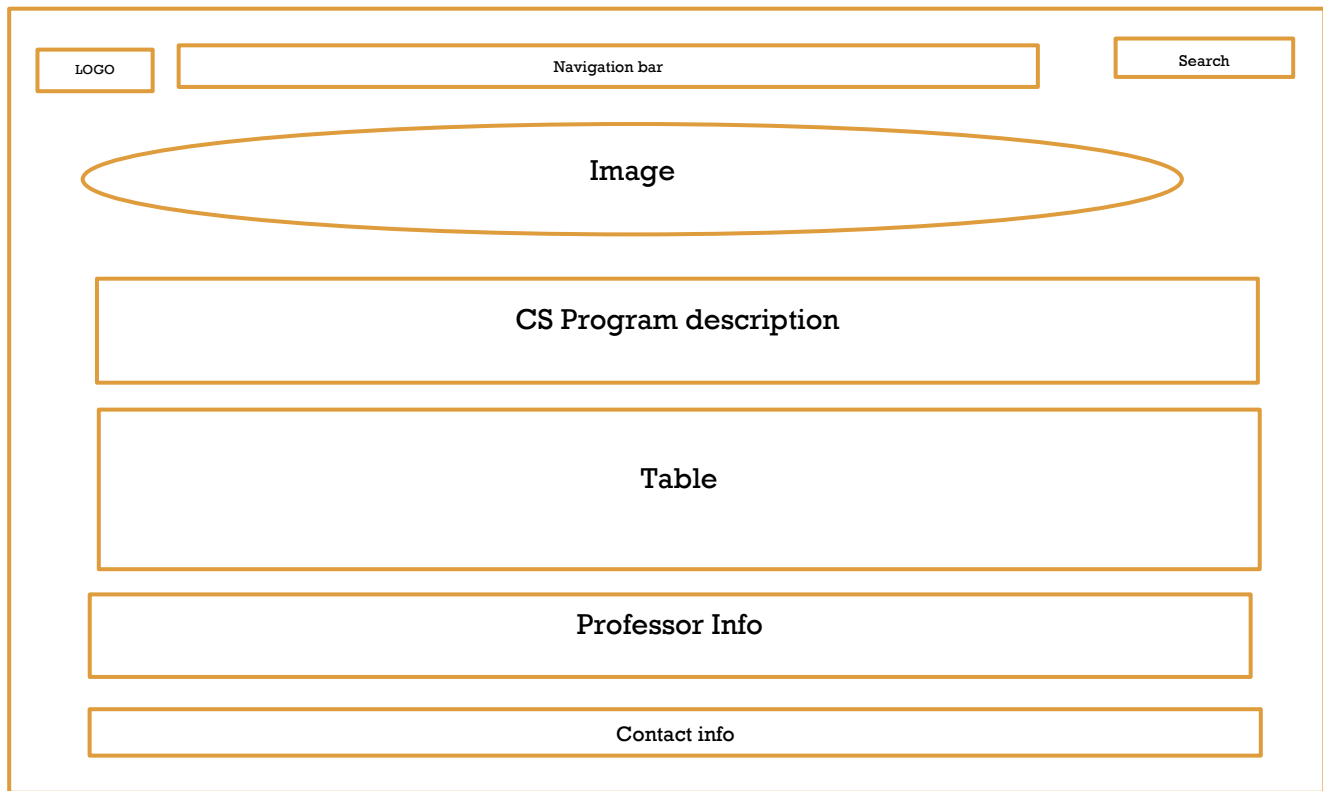 LOGO
Navigation bar
Search
Image
CS Program description
Table
Professor Info
Contact info